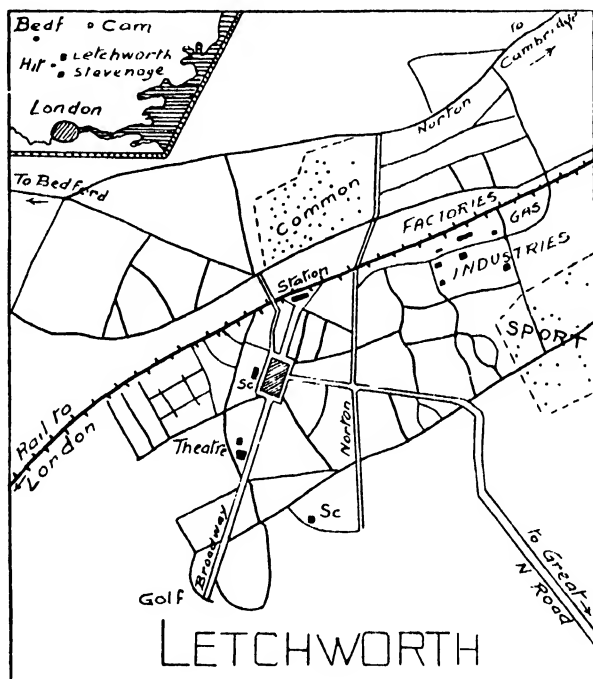 Bedf Cam
Letchworth
Hit
Stevenage
London
to
Cambridge
Norton
To Bedford
Common
FACTORIES
GAS
INDUSTRIES
Station
SPORT
Sc
Rail to
London
Theatre
Norton
Sc
Broadway
Golf
to Great
N Road
LETCHWORTH